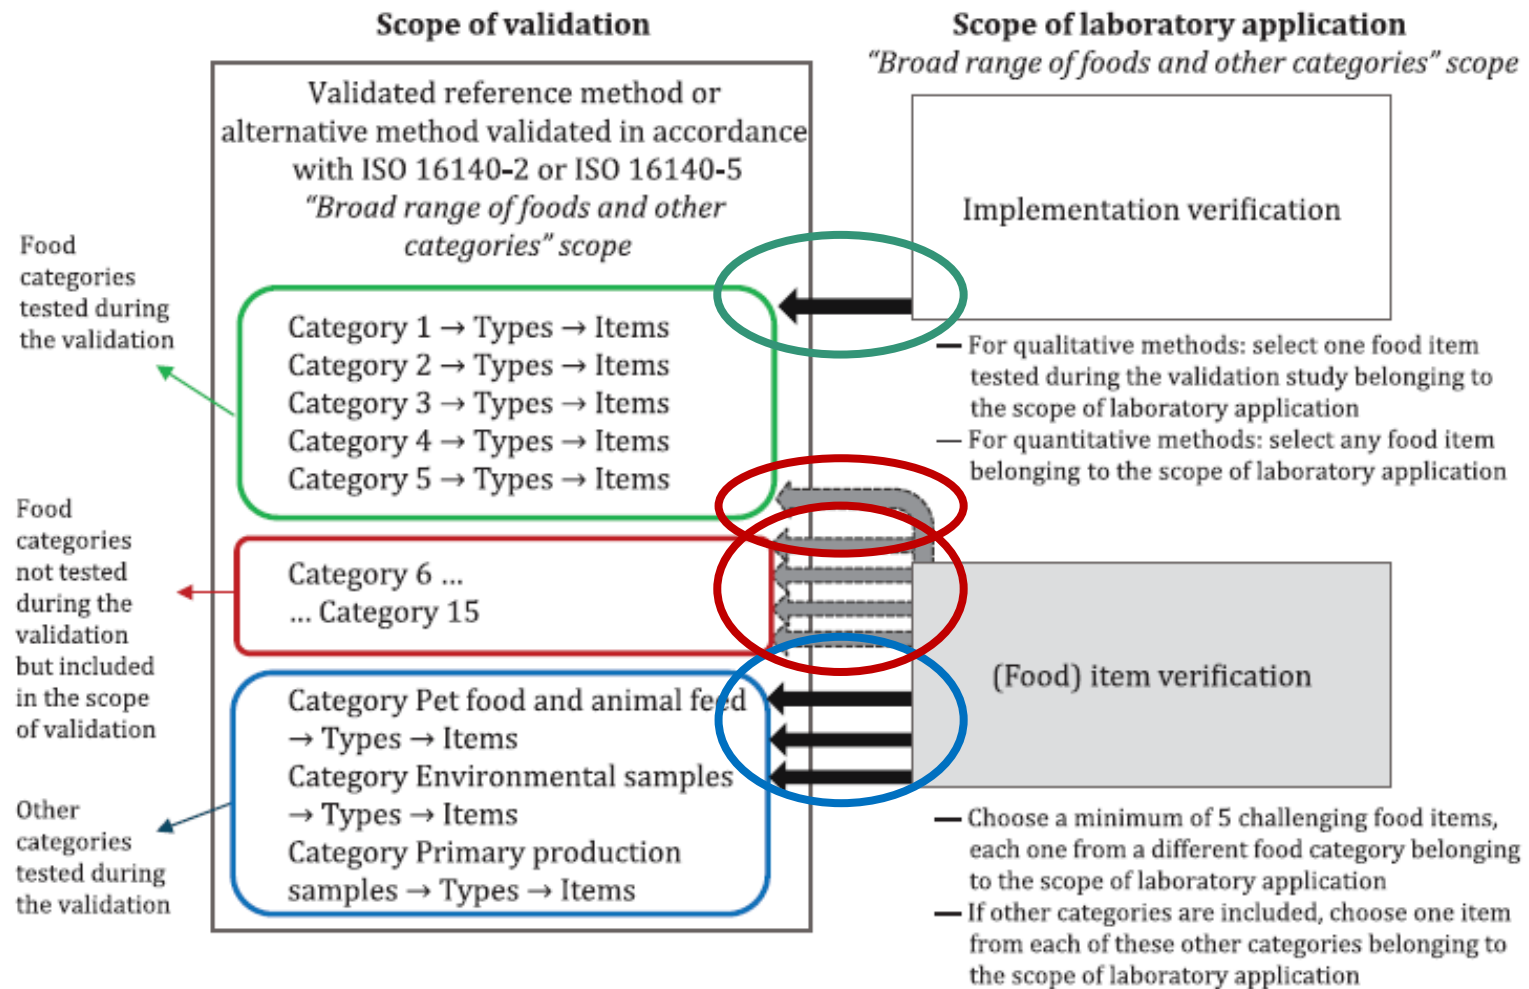 Scope of validation
Validated reference method or
alternative method validated in accordance
with ISO 16140-2 or ISO 16140-5
“Broad range of foods and other
categories” scope
Food
categories
tested during
the validation
Category 1 → Types → Items
Category 2 → Types → Items
Category 3 → Types → Items
Category 4 → Types → Items
Category 5 → Types → Items
Food
categories
not tested
during the
validation
but included
in the scope
of validation
Category 6 ...
... Category 15
Other
categories
tested during
the validation
Category Pet food and animal feed
→ Types → Items
Category Environmental samples
→ Types → Items
Category Primary production
samples → Types → Items
Scope of laboratory application
“Broad range of foods and other categories” scope
Implementation verification
— For qualitative methods: select one food item
tested during the validation study belonging to
the scope of laboratory application
— For quantitative methods: select any food item
belonging to the scope of laboratory application
(Food) item verification
— Choose a minimum of 5 challenging food items,
each one from a different food category belonging
to the scope of laboratory application
— If other categories are included, choose one item
from each of these other categories belonging to
the scope of laboratory application